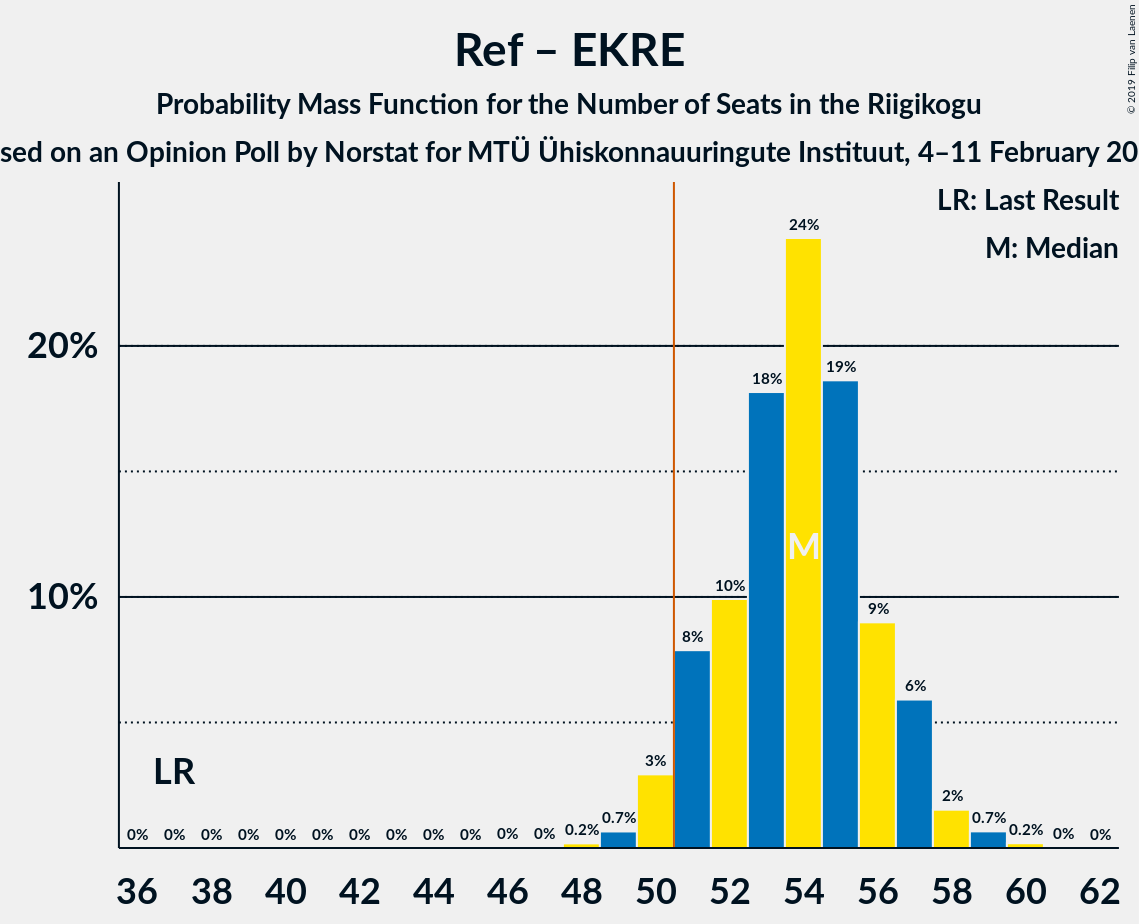 Ref – EKRE
Probability Mass Function for the Number of Seats in the Riigikogu
sed on an Opinion Poll by Norstat for MTÜ Ühiskonnauuringute Instituut, 4–11 February 20
© 2019 Filip van Laenen
LR: Last Result
M: Median
24%
20%
19%
18%
M
10%
10%
9%
8%
6%
LR
3%
2%
0% 0% 0% 0% 0% 0% 0% 0% 0% 0% 0% 0% 0.2% 0.7% 0.7% 0.2% 0% 0%
36 38 40 42 44 46 48 50 52 54 56 58 60 62